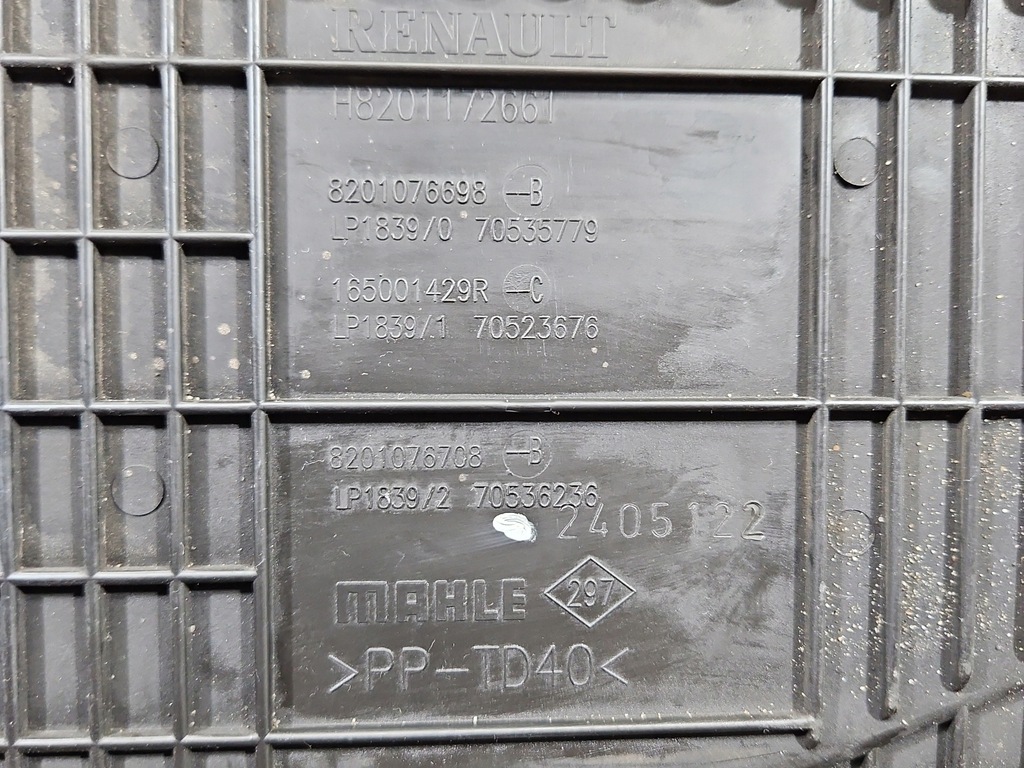 RENAULT
H8201172661
8201076698 -B
LP1839/0 70535779
165001429R -C
LP1839/1 70523676
8201076708 -B
LP1839/2 70536236
2405122
MAHLE 297
>PP-TD40<